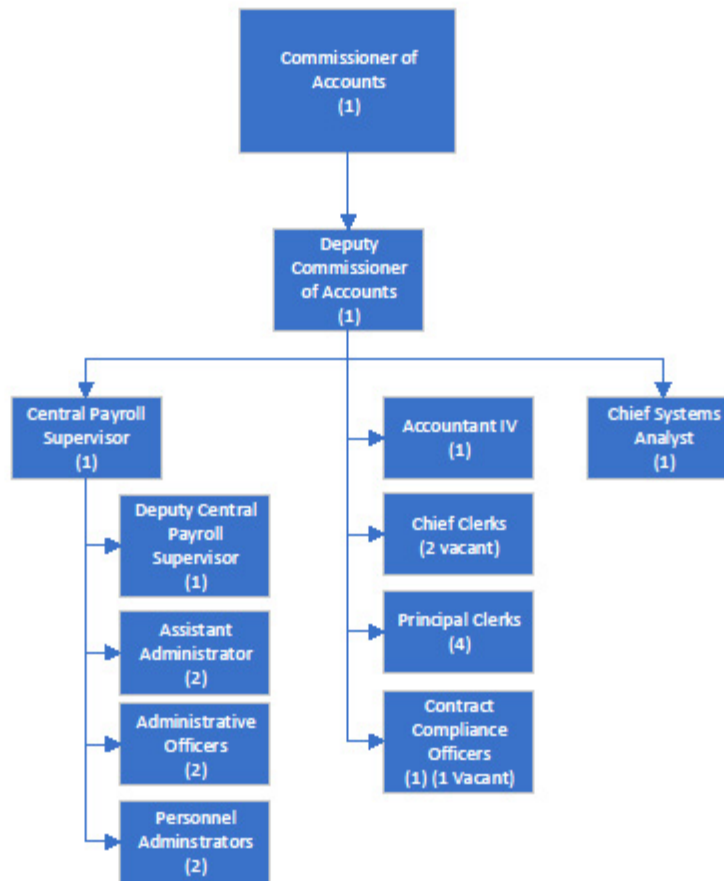 Commissioner of
Accounts
(1)
Deputy
Commissioner
of Accounts
(1)
Central Payroll
Supervisor
(1)
Accountant IV
(1)
Chief Systems
Analyst
(1)
Deputy Central
Payroll
Supervisor
(1)
Chief Clerks
(2 vacant)
Assistant
Administrator
(2)
Principal Clerks
(4)
Administrative
Officers
(2)
Contract
Compliance
Officers
(1) (1 Vacant)
Personnel
Adminstrators
(2)